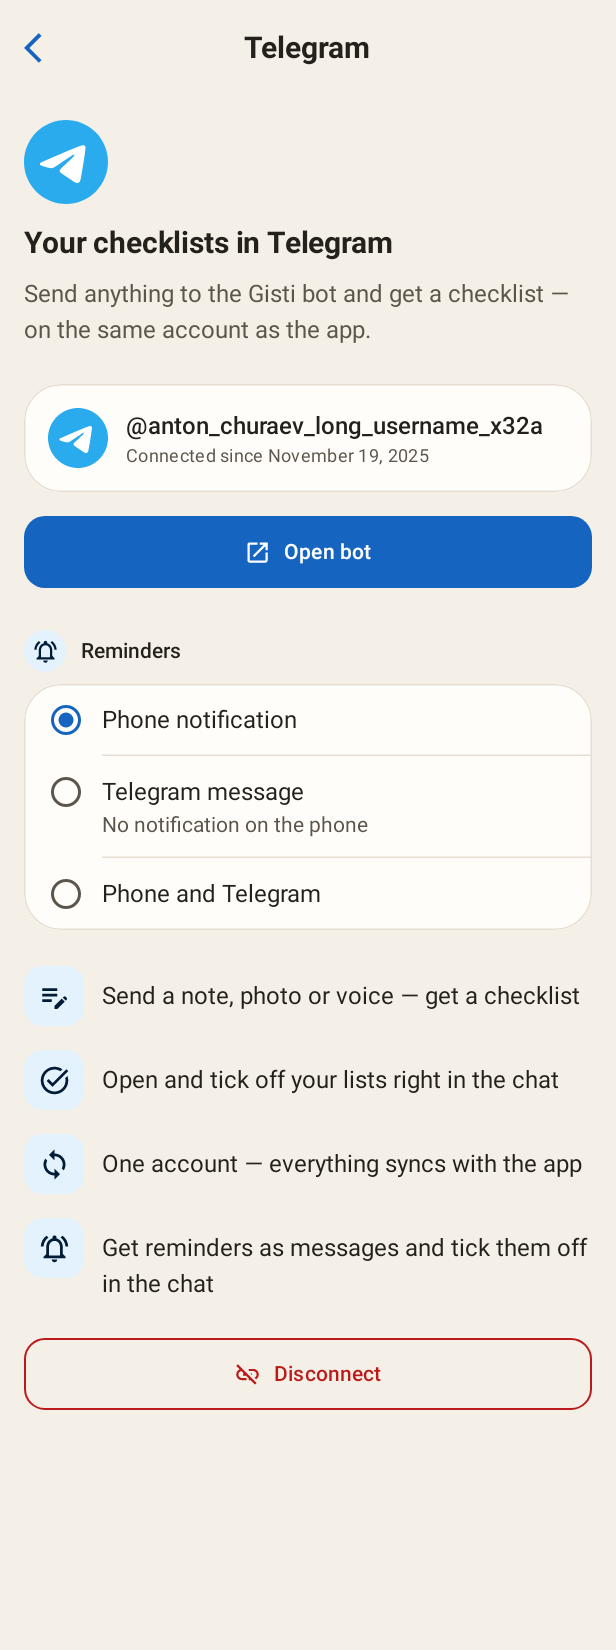 Telegram
Your checklists in Telegram
Send anything to the Gisti bot and get a checklist —
on the same account as the app.
@anton_churaev_long_username_x32a
Connected since November 19, 2025
Open bot
Reminders
Phone notification
Telegram message
No notification on the phone
Phone and Telegram
Send a note, photo or voice — get a checklist
Open and tick off your lists right in the chat
One account — everything syncs with the app
Get reminders as messages and tick them off
in the chat
Disconnect